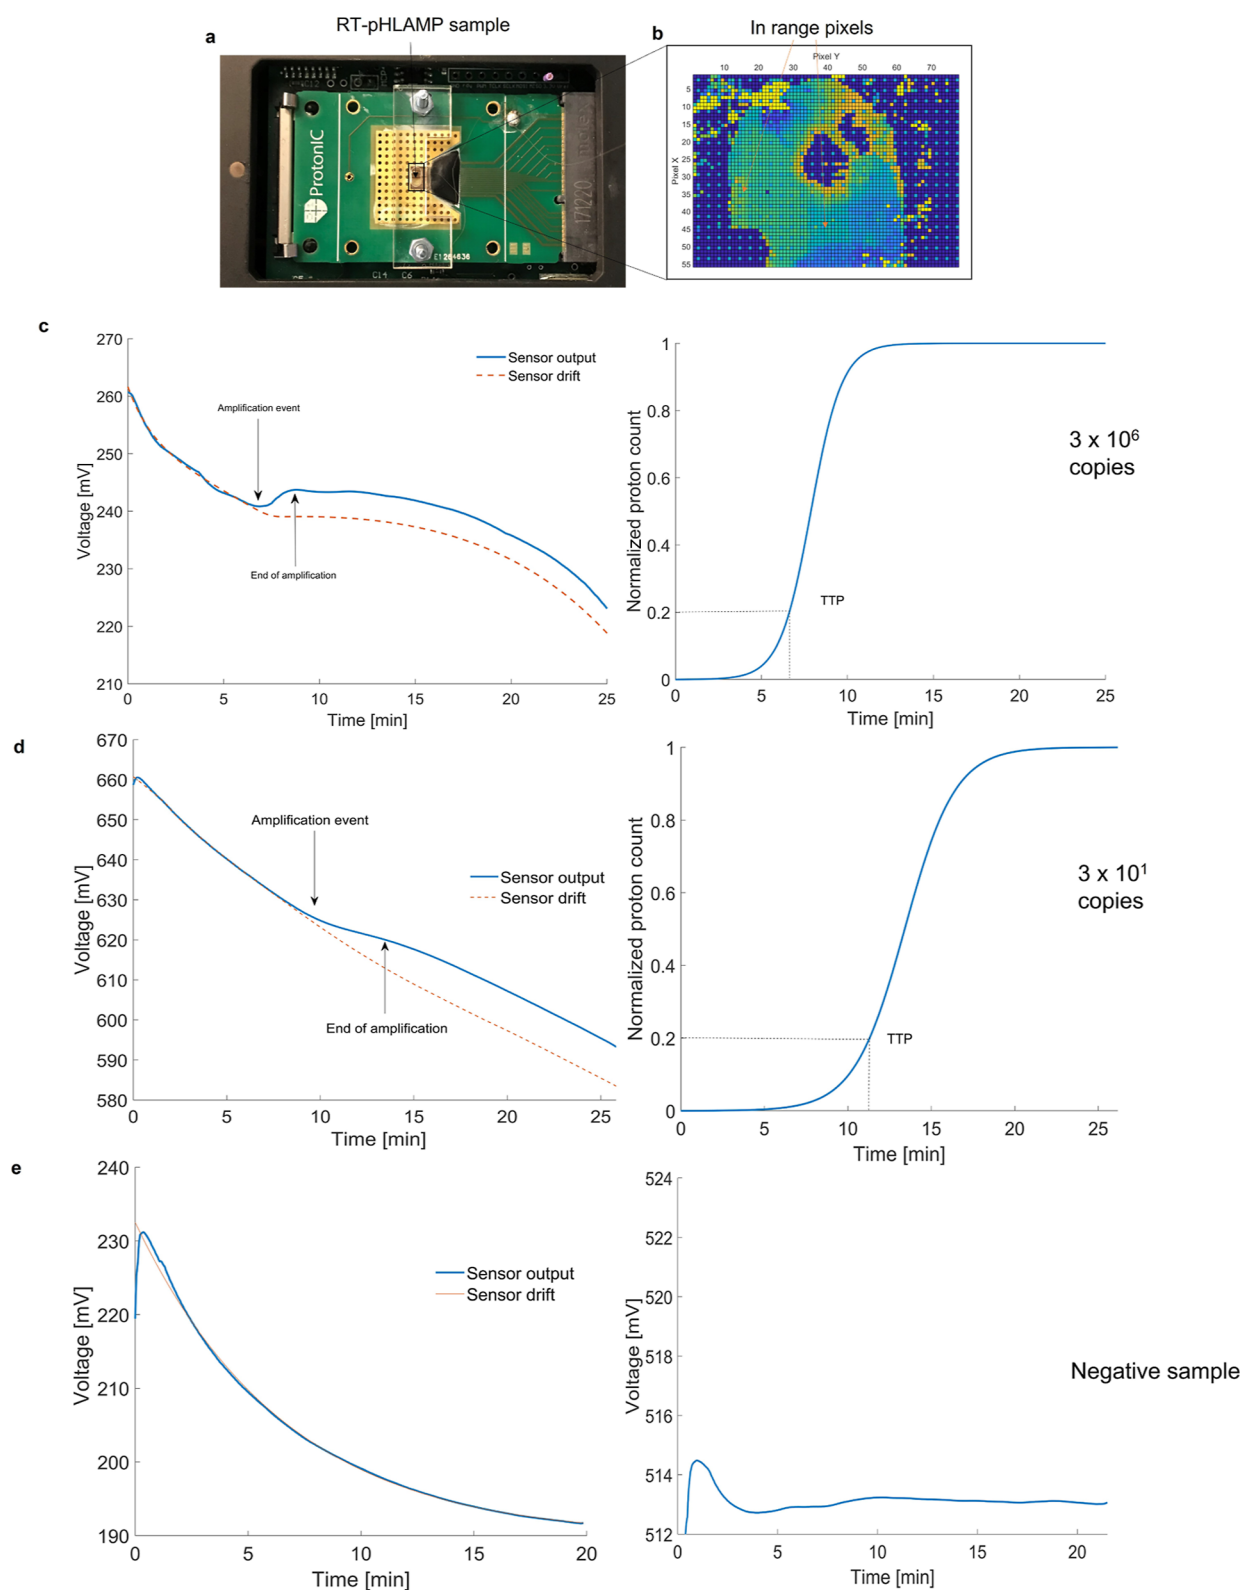 RT-pHLAMP sample
a
ProtonIC
171220
E1264636
C14 C6
b
In range pixels
Pixel Y
10 20 30 40 50 60 70
Pixel X
5
10
15
20
25
30
35
40
45
50
55
c
270
260
250
240
230
220
210
Voltage [mV]
Sensor output
Sensor drift
Amplification event
End of amplification
0 5 10 15 20 25
Time [min]
1
0.8
0.6
0.4
0.2
0
Normalized proton count
TTP
0 5 10 15 20 25
Time [min]
3 x 10⁶
copies
d
670
660
650
640
630
620
610
600
590
580
Voltage [mV]
Amplification event
Sensor output
Sensor drift
End of amplification
0 5 10 15 20 25
Time [min]
1
0.8
0.6
0.4
0.2
0
Normalized proton count
TTP
0 5 10 15 20 25
Time [min]
3 x 10¹
copies
e
240
230
220
210
200
190
Voltage [mV]
Sensor output
Sensor drift
0 5 10 15 20
Time [min]
524
522
520
518
516
514
512
Voltage [mV]
0 5 10 15 20
Time [min]
Negative sample